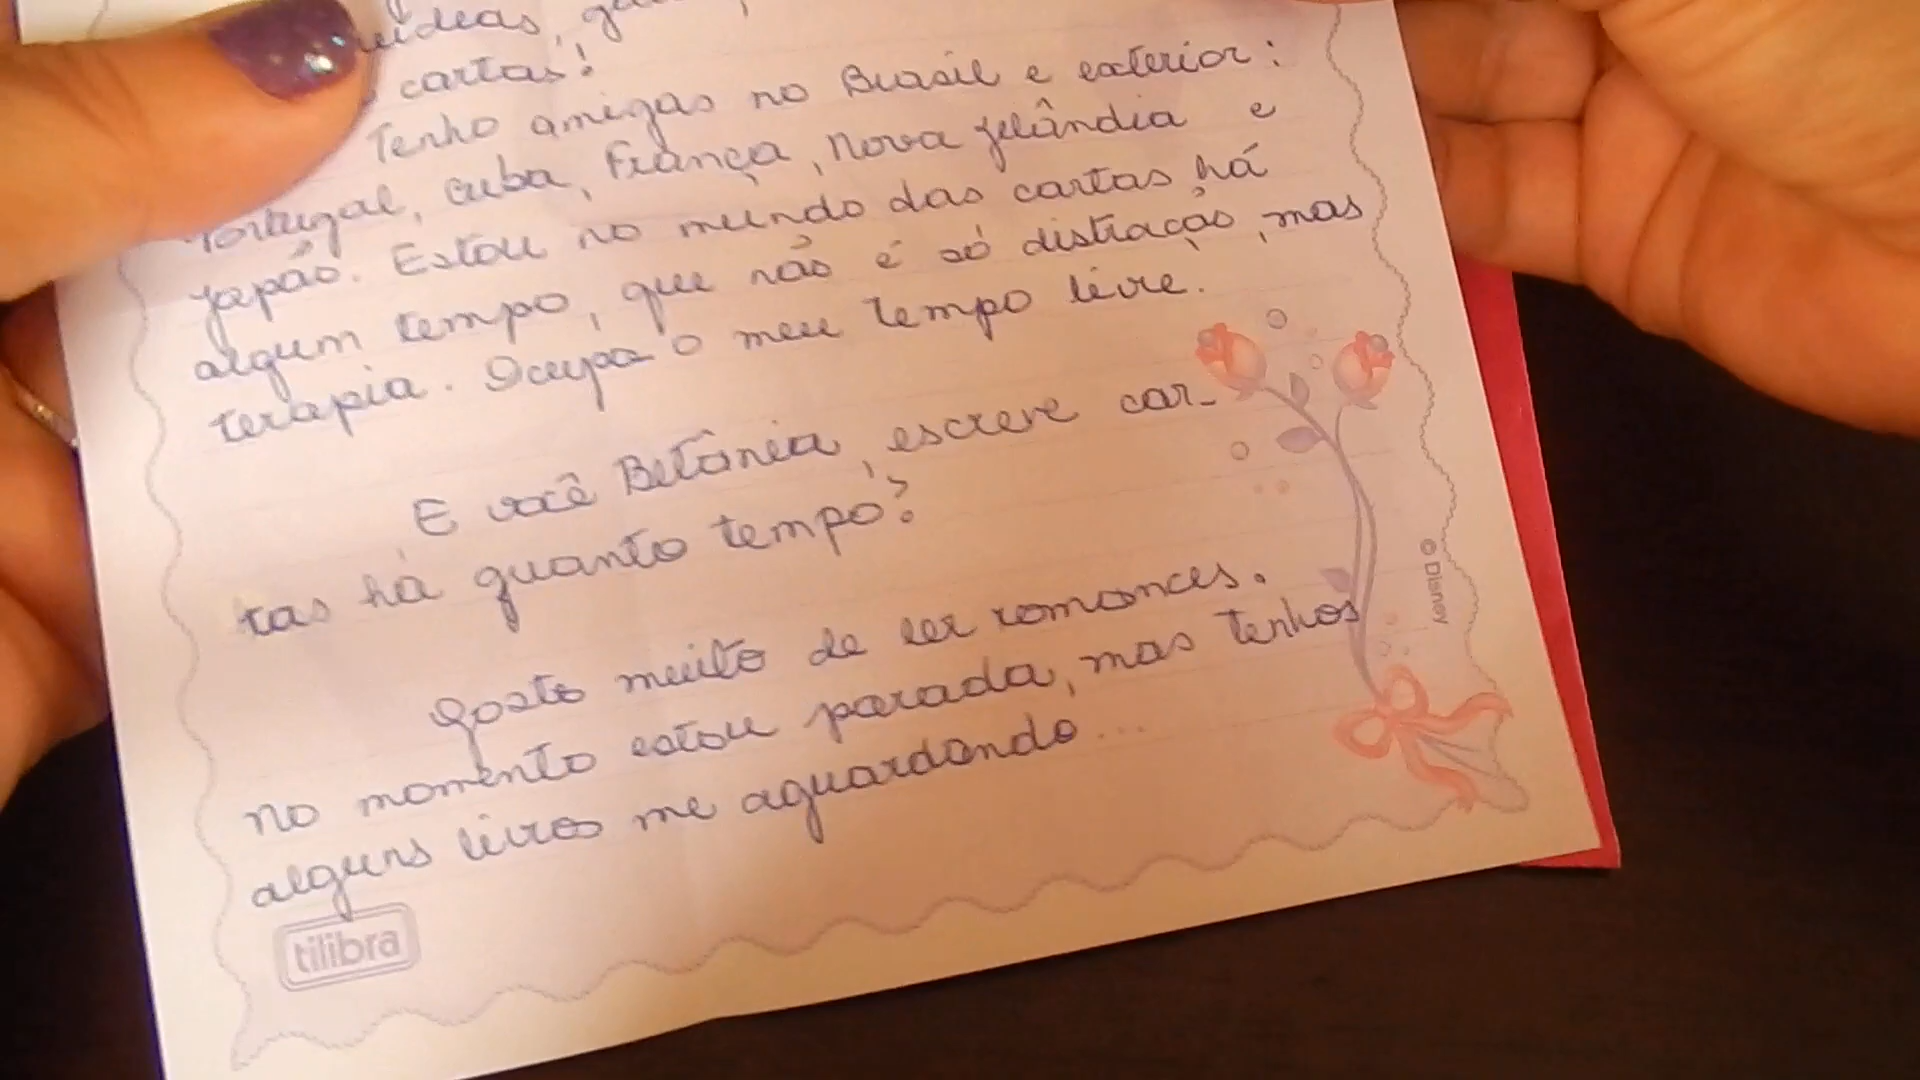 cartas!
Tenho amigas no Brasil e exterior:
Portugal, Cuba, França, Nova Zelândia e
Japão. Estou no mundo das cartas há
algum tempo, que não é só distração, mas
terapia. Ocupa o meu tempo livre.
E você Betânia, escreve car-
tas há quanto tempo?
Gosto muito de ler romances.
No momento estou parada, mas tenhos
alguns livros me aguardando...
© Disney
tilibra